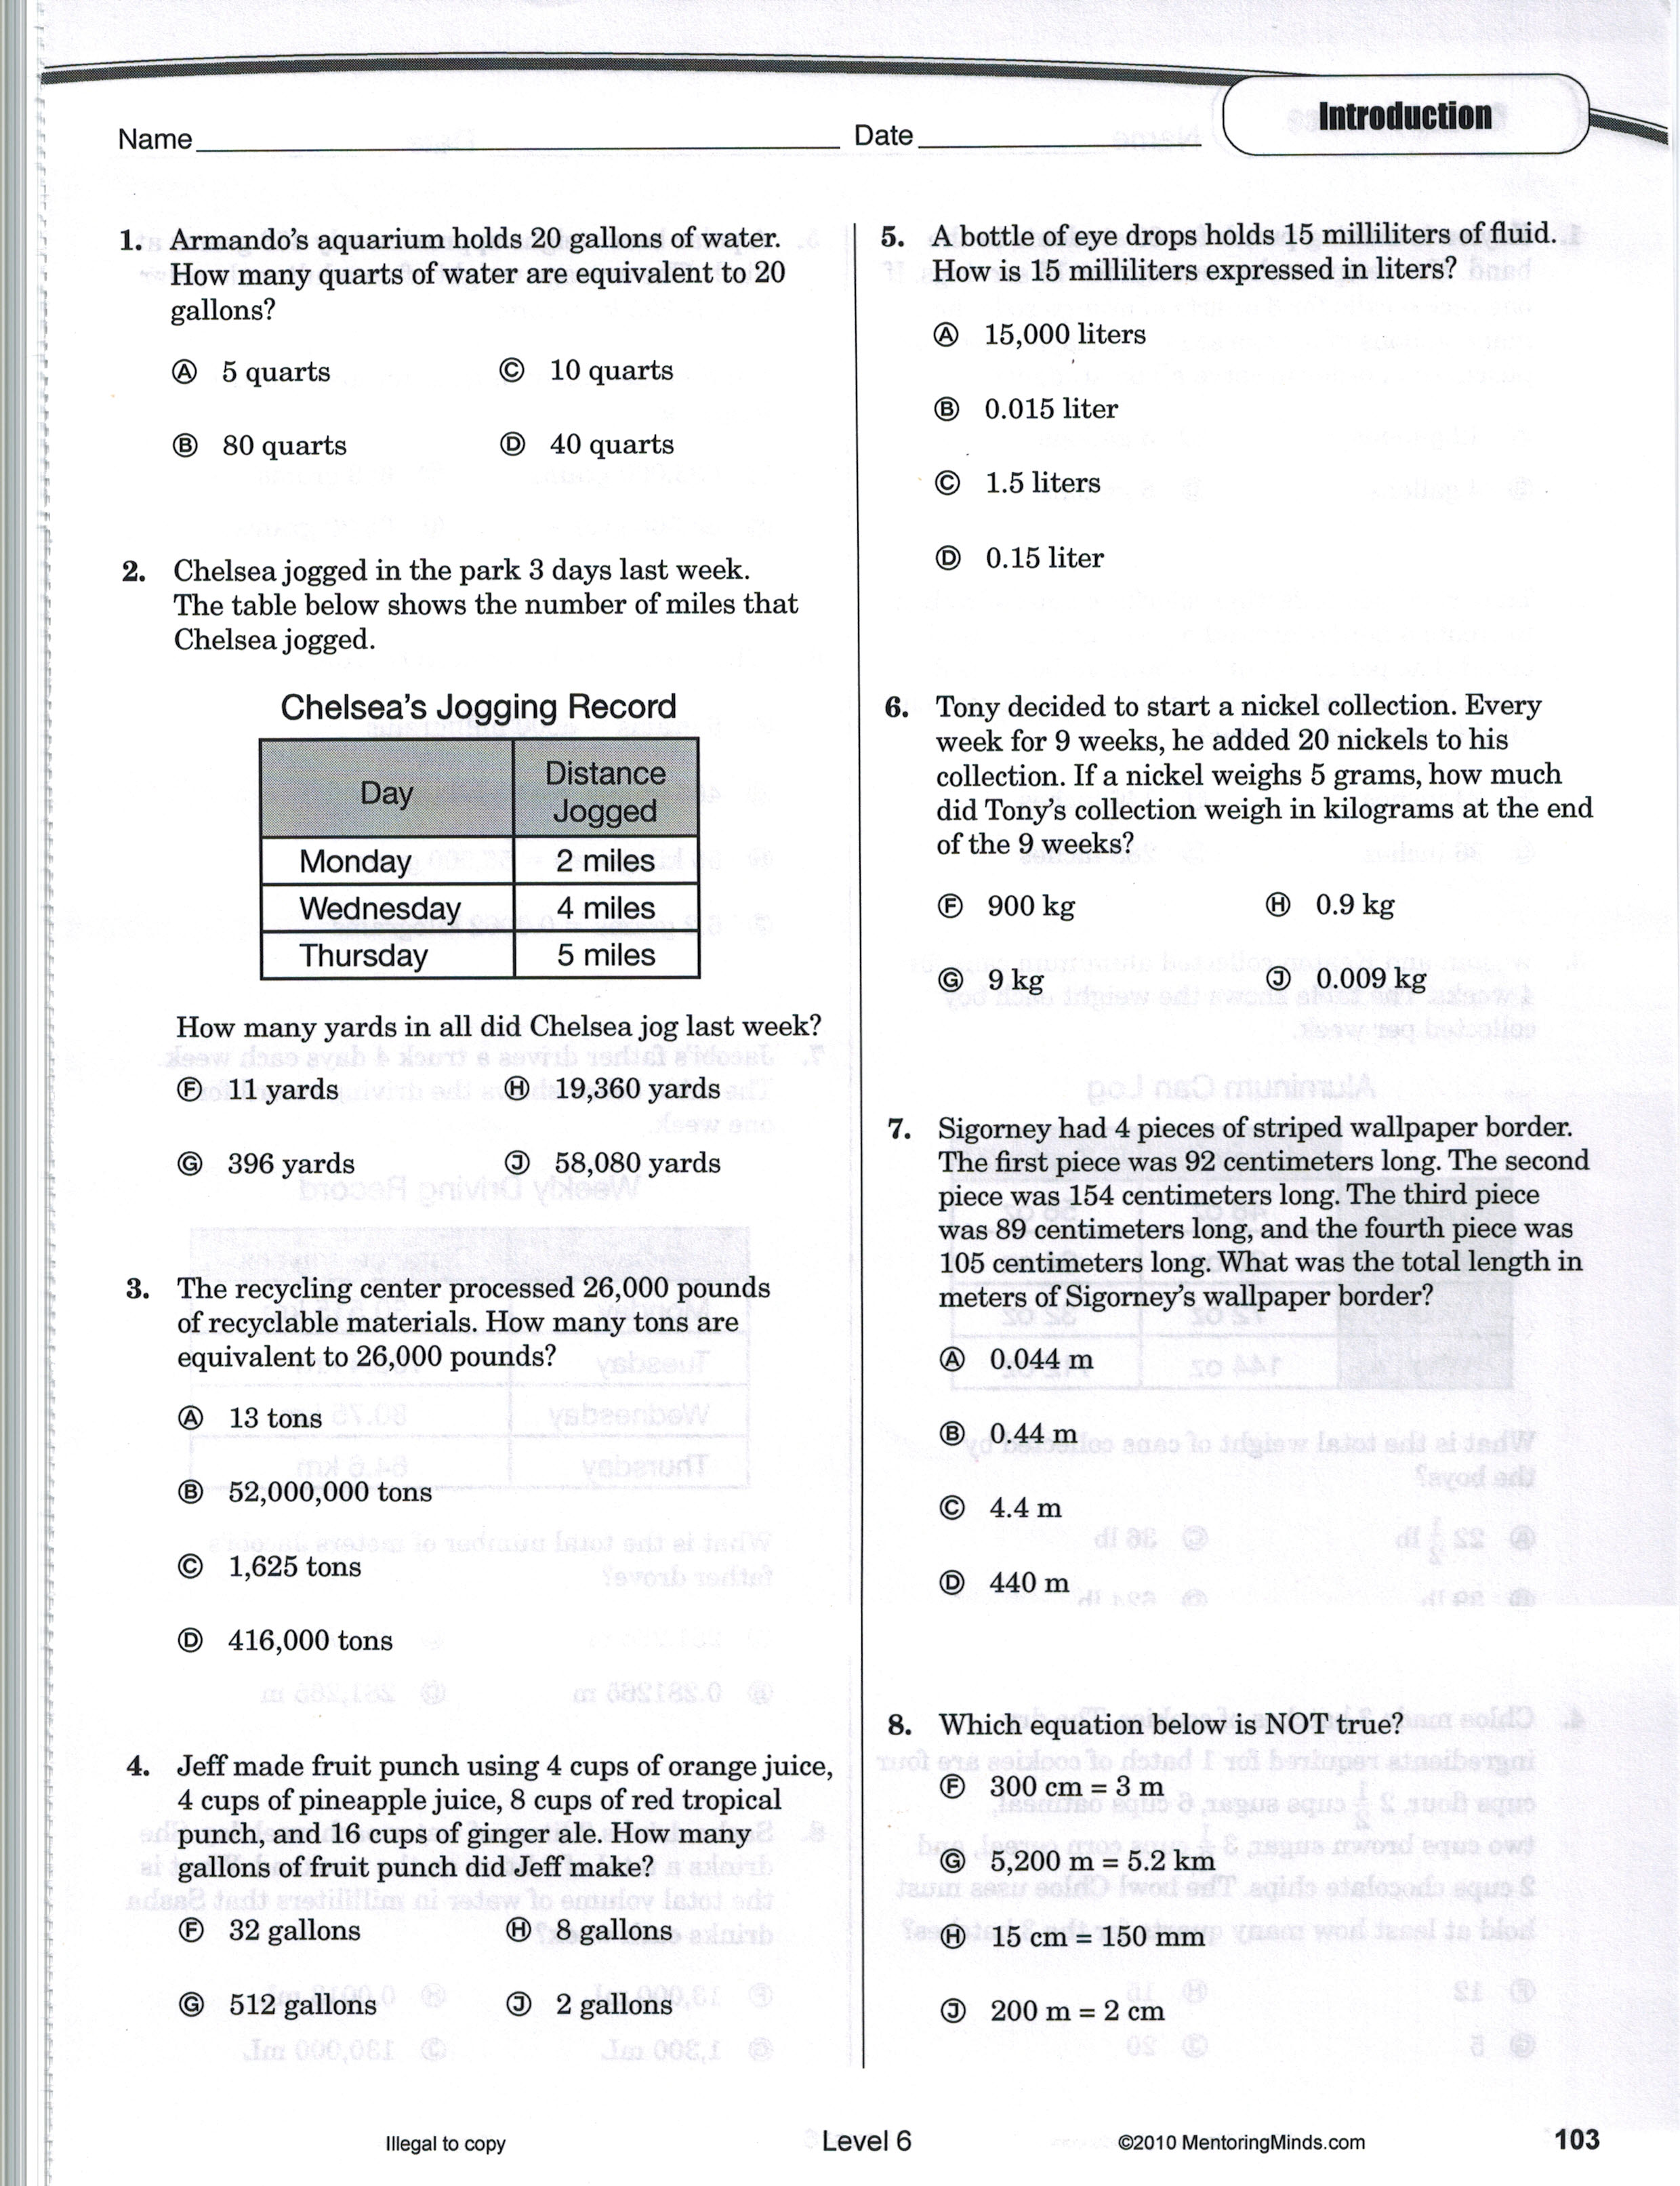 Introduction
Name
Date
1. Armando's aquarium holds 20 gallons of water.
How many quarts of water are equivalent to 20
gallons?
Ⓐ 5 quarts
Ⓒ 10 quarts
Ⓑ 80 quarts
Ⓓ 40 quarts
2. Chelsea jogged in the park 3 days last week.
The table below shows the number of miles that
Chelsea jogged.
Chelsea's Jogging Record
Day
Distance
Jogged
Monday 2 miles
Wednesday 4 miles
Thursday 5 miles
How many yards in all did Chelsea jog last week?
Ⓕ 11 yards
Ⓗ 19,360 yards
Ⓖ 396 yards
Ⓙ 58,080 yards
3. The recycling center processed 26,000 pounds
of recyclable materials. How many tons are
equivalent to 26,000 pounds?
Ⓐ 13 tons
Ⓑ 52,000,000 tons
Ⓒ 1,625 tons
Ⓓ 416,000 tons
4. Jeff made fruit punch using 4 cups of orange juice,
4 cups of pineapple juice, 8 cups of red tropical
punch, and 16 cups of ginger ale. How many
gallons of fruit punch did Jeff make?
Ⓕ 32 gallons
Ⓗ 8 gallons
Ⓖ 512 gallons
Ⓙ 2 gallons
5. A bottle of eye drops holds 15 milliliters of fluid.
How is 15 milliliters expressed in liters?
Ⓐ 15,000 liters
Ⓑ 0.015 liter
Ⓒ 1.5 liters
Ⓓ 0.15 liter
6. Tony decided to start a nickel collection. Every
week for 9 weeks, he added 20 nickels to his
collection. If a nickel weighs 5 grams, how much
did Tony's collection weigh in kilograms at the end
of the 9 weeks?
Ⓕ 900 kg
Ⓗ 0.9 kg
Ⓖ 9 kg
Ⓙ 0.009 kg
7. Sigorney had 4 pieces of striped wallpaper border.
The first piece was 92 centimeters long. The second
piece was 154 centimeters long. The third piece
was 89 centimeters long, and the fourth piece was
105 centimeters long. What was the total length in
meters of Sigorney's wallpaper border?
Ⓐ 0.044 m
Ⓑ 0.44 m
Ⓒ 4.4 m
Ⓓ 440 m
8. Which equation below is NOT true?
Ⓕ 300 cm = 3 m
Ⓖ 5,200 m = 5.2 km
Ⓗ 15 cm = 150 mm
Ⓙ 200 m = 2 cm
Illegal to copy
Level 6
©2010 MentoringMinds.com
103